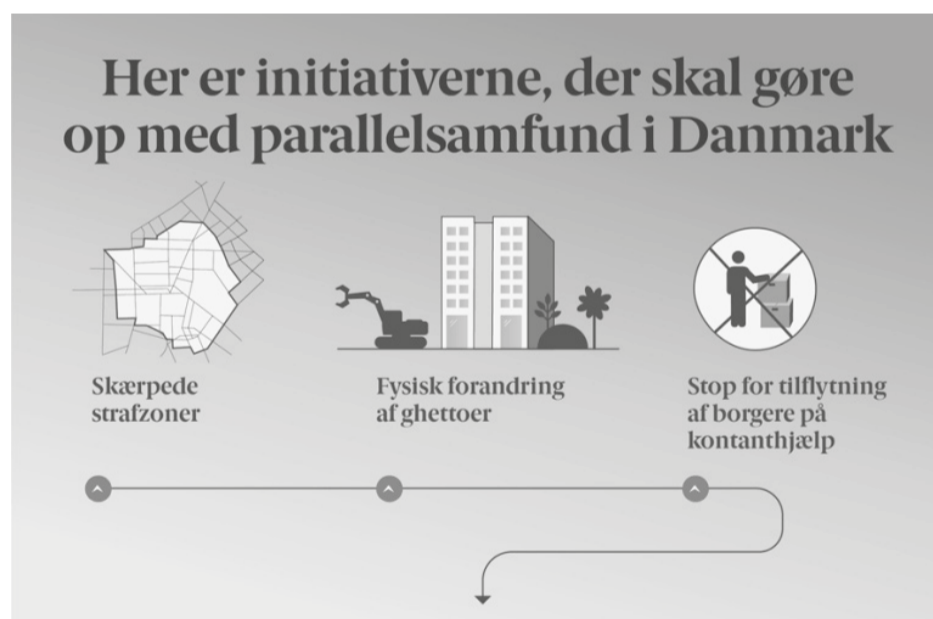 Her er initiativerne, der skal gøre
op med parallelsamfund i Danmark
Skærpede
strafzoner
Fysisk forandring
af ghettoer
Stop for tilflytning
af borgere på
kontanthjælp